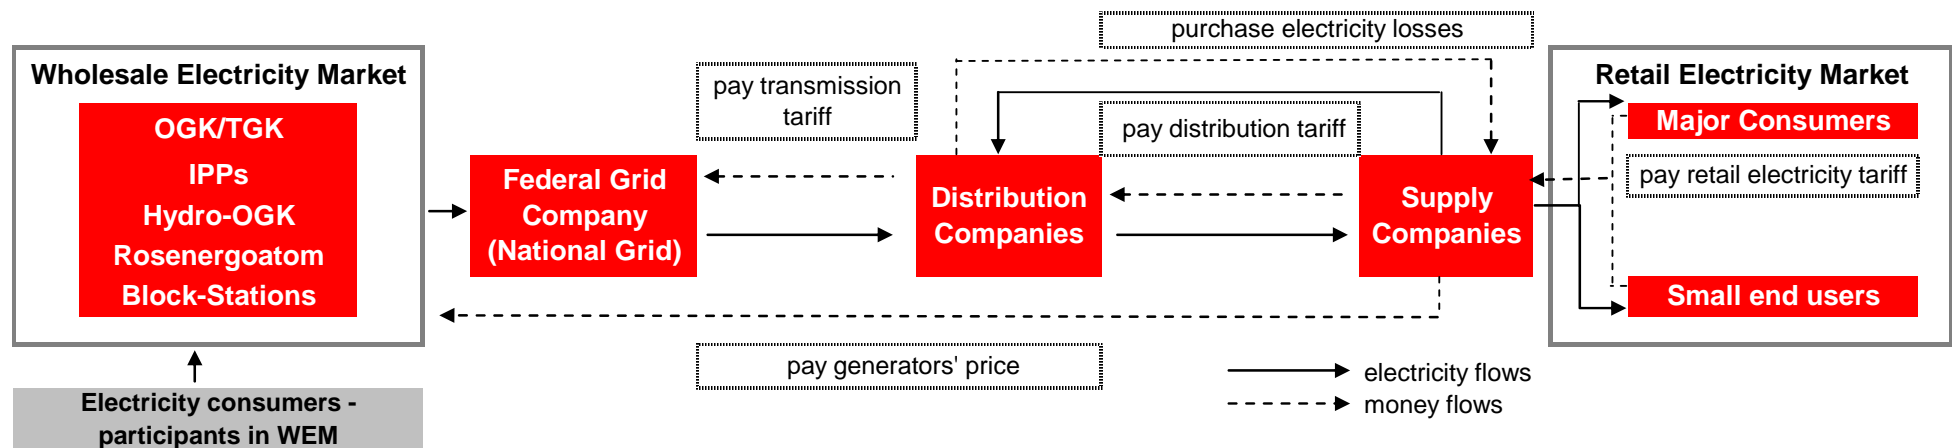 purchase electricity losses
Wholesale Electricity Market
OGK/TGK
IPPs
Hydro-OGK
Rosenergoatom
Block-Stations
Electricity consumers -
participants in WEM
pay transmission
tariff
Federal Grid
Company
(National Grid)
Distribution
Companies
pay distribution tariff
Supply
Companies
Retail Electricity Market
Major Consumers
pay retail electricity tariff
Small end users
pay generators' price
electricity flows
money flows